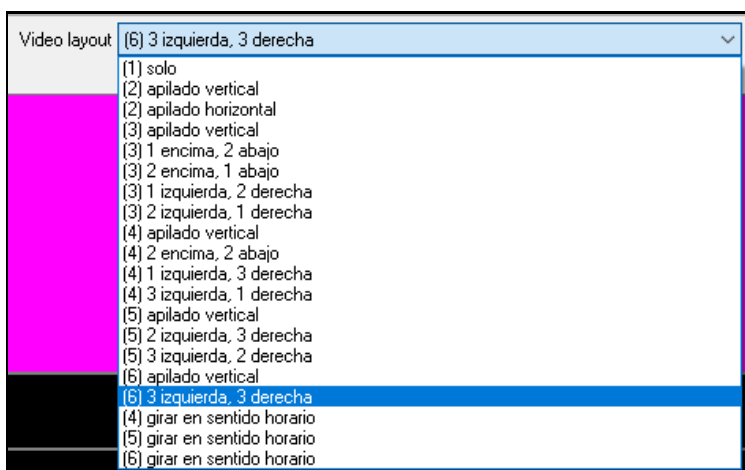 Video layout (6) 3 izquierda, 3 derecha
(1) solo
(2) apilado vertical
(2) apilado horizontal
(3) apilado vertical
(3) 1 encima, 2 abajo
(3) 2 encima, 1 abajo
(3) 1 izquierda, 2 derecha
(3) 2 izquierda, 1 derecha
(4) apilado vertical
(4) 2 encima, 2 abajo
(4) 1 izquierda, 3 derecha
(4) 3 izquierda, 1 derecha
(5) apilado vertical
(5) 2 izquierda, 3 derecha
(5) 3 izquierda, 2 derecha
(6) apilado vertical
(6) 3 izquierda, 3 derecha
(4) girar en sentido horario
(5) girar en sentido horario
(6) girar en sentido horario